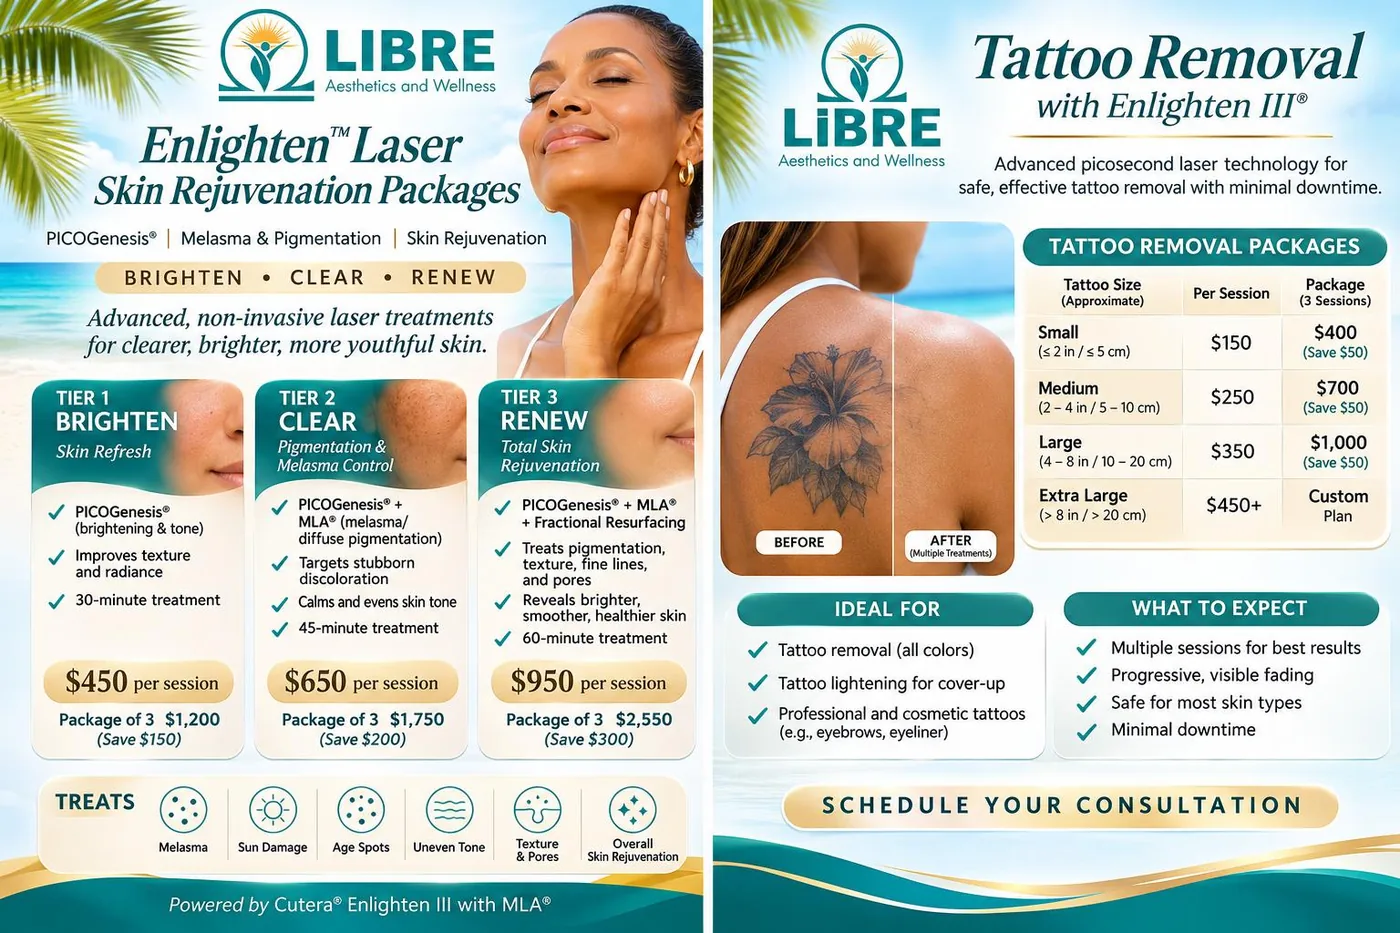 LIBRE
Aesthetics and Wellness
Enlighten™ Laser
Skin Rejuvenation Packages
PICOGenesis® | Melasma & Pigmentation | Skin Rejuvenation
BRIGHTEN • CLEAR • RENEW
Advanced, non-invasive laser treatments
for clearer, brighter, more youthful skin.
TIER 1
BRIGHTEN
Skin Refresh
PICOGenesis®
(brightening & tone)
Improves texture
and radiance
30-minute treatment
$450 per session
Package of 3 $1,200
(Save $150)
TIER 2
CLEAR
Pigmentation &
Melasma Control
PICOGenesis® +
MLA® (melasma/
diffuse pigmentation)
Targets stubborn
discoloration
Calms and evens skin tone
45-minute treatment
$650 per session
Package of 3 $1,750
(Save $200)
TIER 3
RENEW
Total Skin
Rejuvenation
PICOGenesis® + MLA®
+ Fractional Resurfacing
Treats pigmentation,
texture, fine lines,
and pores
Reveals brighter,
smoother, healthier skin
60-minute treatment
$950 per session
Package of 3 $2,550
(Save $300)
TREATS
Melasma
Sun Damage
Age Spots
Uneven Tone
Texture
& Pores
Overall
Skin Rejuvenation
Powered by Cutera® Enlighten III with MLA®
LiBRE
Aesthetics and Wellness
Tattoo Removal
with Enlighten III®
Advanced picosecond laser technology for
safe, effective tattoo removal with minimal downtime.
BEFORE
AFTER
(Multiple Treatments)
TATTOO REMOVAL PACKAGES
Tattoo Size
(Approximate)
Per Session
Package
(3 Sessions)
Small
(≤ 2 in / ≤ 5 cm)
$150
$400
(Save $50)
Medium
(2 – 4 in / 5 – 10 cm)
$250
$700
(Save $50)
Large
(4 – 8 in / 10 – 20 cm)
$350
$1,000
(Save $50)
Extra Large
(> 8 in / > 20 cm)
$450+
Custom
Plan
IDEAL FOR
Tattoo removal (all colors)
Tattoo lightening for cover-up
Professional and cosmetic tattoos
(e.g., eyebrows, eyeliner)
WHAT TO EXPECT
Multiple sessions for best results
Progressive, visible fading
Safe for most skin types
Minimal downtime
SCHEDULE YOUR CONSULTATION